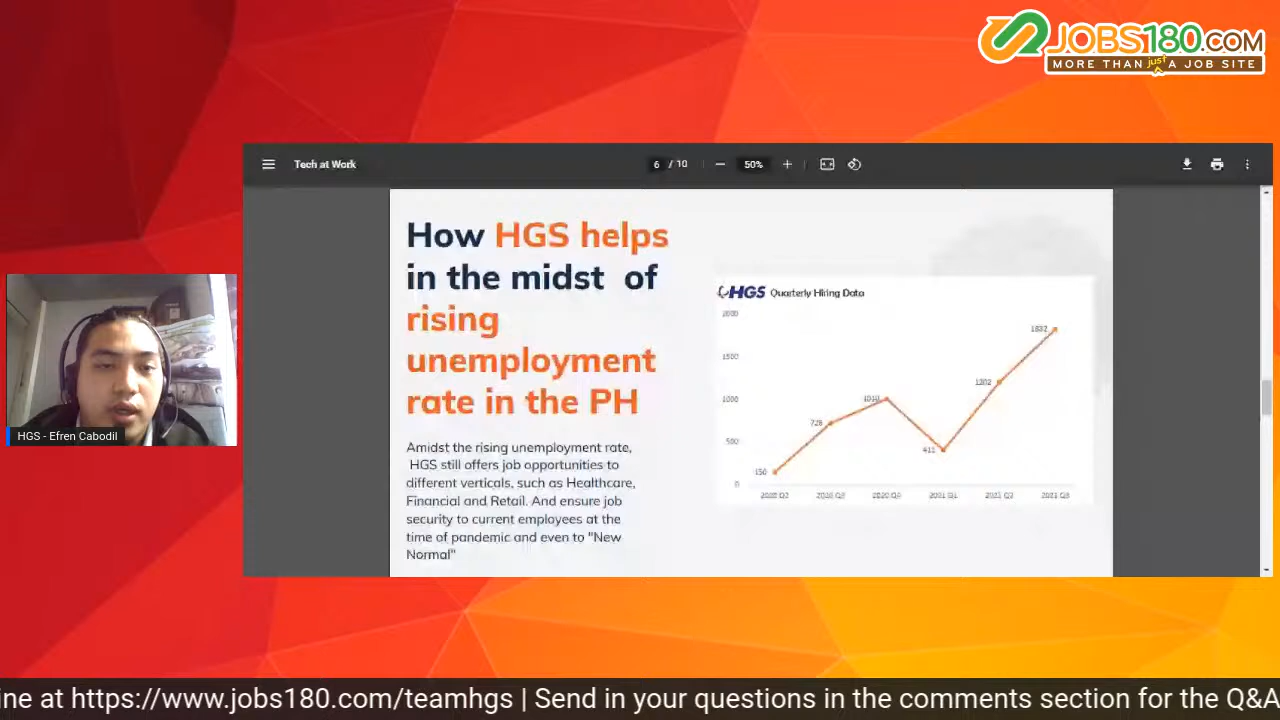 JOBS180.COM
MORE THAN just A JOB SITE
Tech at Work
6 / 10
50%
How HGS helps
in the midst of
rising
unemployment
rate in the PH
Amidst the rising unemployment rate,
HGS still offers job opportunities to
different verticals, such as Healthcare,
Financial and Retail. And ensure job
security to current employees at the
time of pandemic and even to "New
Normal"
HGS Quarterly Hiring Data
2000
1500
1000
500
0
150
728
411
1202
2020 Q2
2020 Q3
2020 Q4
2021 Q1
2021 Q2
2021 Q3
HGS - Efren Cabodil
ine at https://www.jobs180.com/teamhgs | Send in your questions in the comments section for the Q&A